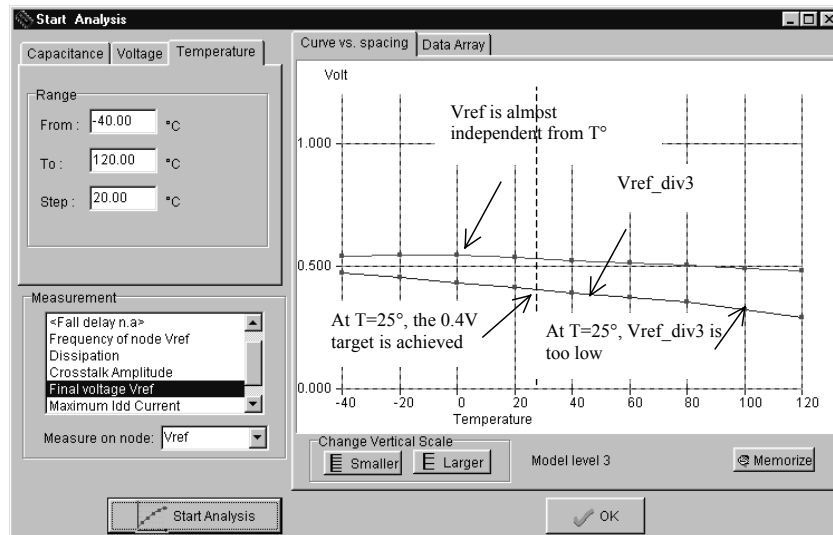 Start Analysis
Capacitance Voltage Temperature
Range
From : -40.00 °C
To : 120.00 °C
Step : 20.00 °C
Measurement
<Fall delay n.a>
Frequency of node Vref
Dissipation
Crosstalk Amplitude
Final voltage Vref
Maximum Idd Current
Measure on node: Vref
Start Analysis
Curve vs. spacing Data Array
Volt
1.000
0.500
0.000
Vref is almost
independent from T°
Vref_div3
At T=25°, the 0.4V
target is achieved
At T=25°, Vref_div3 is
too low
-40 -20 0 20 40 60 80 100 120
Temperature
Change Vertical Scale
Smaller Larger
Model level 3
Memorize
OK